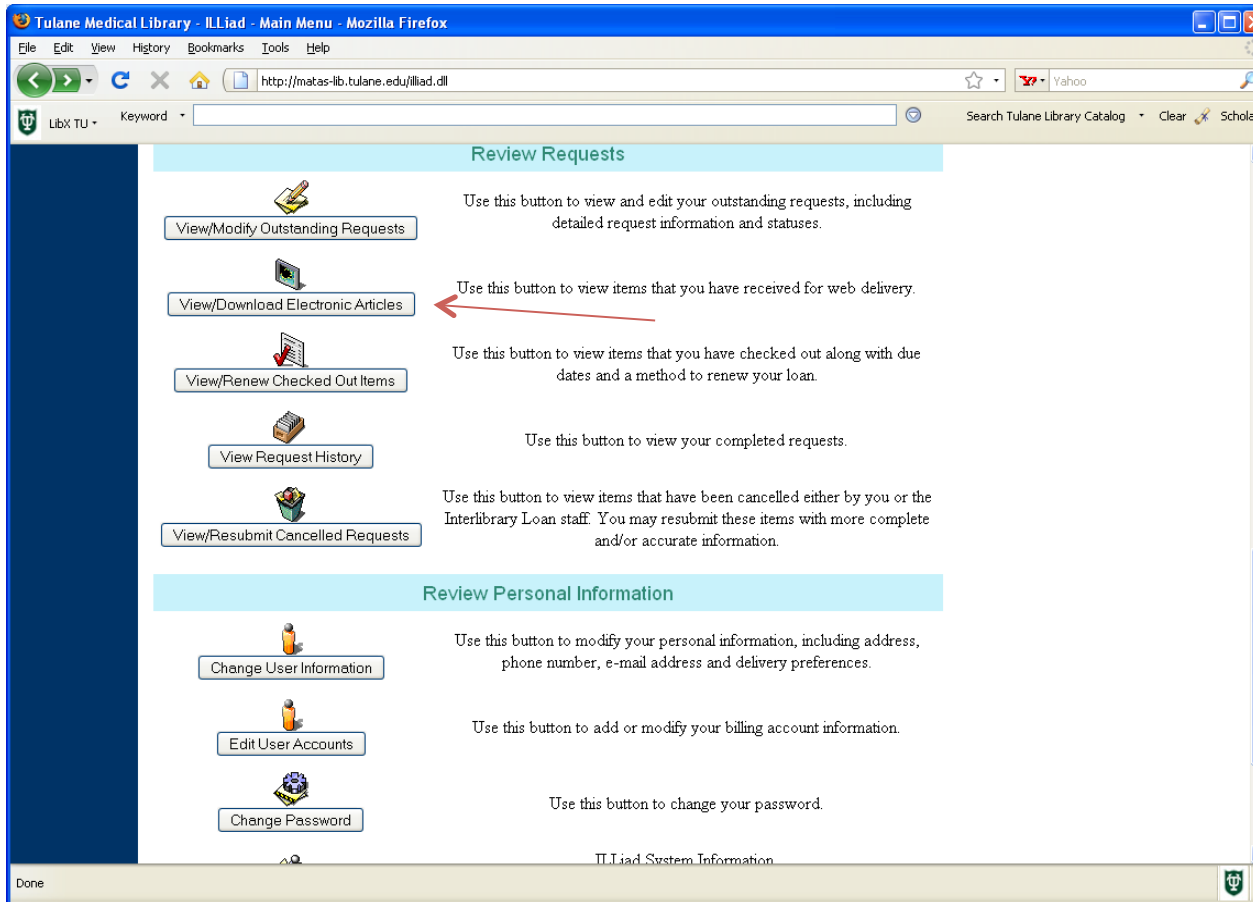 Tulane Medical Library - ILLiad - Main Menu - Mozilla Firefox
File Edit View History Bookmarks Tools Help
http://matas-lib.tulane.edu/illiad.dll
Yahoo
LibX TU
Keyword
Search Tulane Library Catalog
Clear
Schola
Review Requests
Use this button to view and edit your outstanding requests, including
detailed request information and statuses.
View/Modify Outstanding Requests
Use this button to view items that you have received for web delivery.
View/Download Electronic Articles
Use this button to view items that you have checked out along with due
dates and a method to renew your loan.
View/Renew Checked Out Items
Use this button to view your completed requests.
View Request History
Use this button to view items that have been cancelled either by you or the
Interlibrary Loan staff. You may resubmit these items with more complete
and/or accurate information.
View/Resubmit Cancelled Requests
Review Personal Information
Use this button to modify your personal information, including address,
phone number, e-mail address and delivery preferences.
Change User Information
Use this button to add or modify your billing account information.
Edit User Accounts
Use this button to change your password.
Change Password
ILLiad System Information
Done